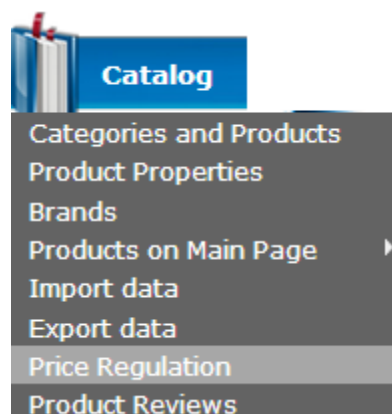 Catalog
Categories and Products
Product Properties
Brands
Products on Main Page
Import data
Export data
Price Regulation
Product Reviews